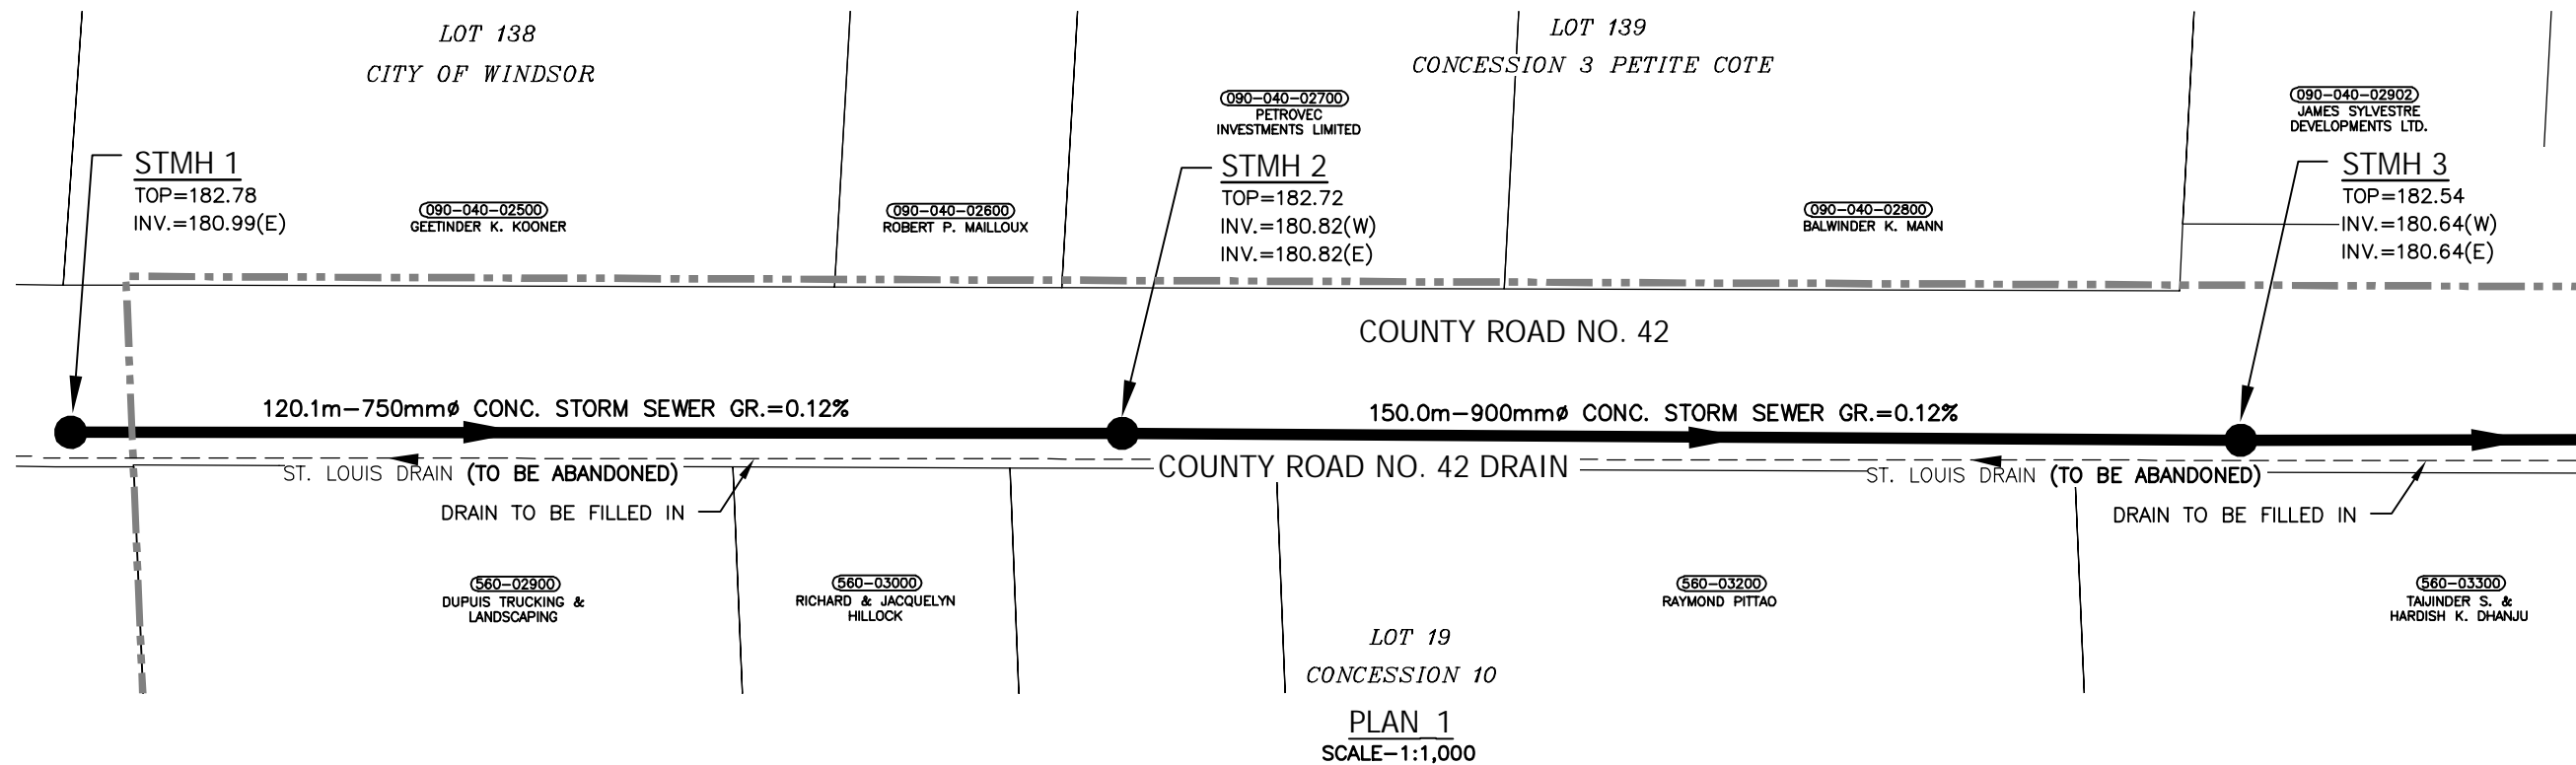 LOT 138
CITY OF WINDSOR
LOT 139
CONCESSION 3 PETITE COTE
090-040-02700
PETROVEC
INVESTMENTS LIMITED
090-040-02902
JAMES SYLVESTRE
DEVELOPMENTS LTD.
STMH 1
TOP=182.78
INV.=180.99(E)
090-040-02500
GEETINDER K. KOONER
090-040-02600
ROBERT P. MAILLOUX
STMH 2
TOP=182.72
INV.=180.82(W)
INV.=180.82(E)
090-040-02800
BALWINDER K. MANN
STMH 3
TOP=182.54
INV.=180.64(W)
INV.=180.64(E)
COUNTY ROAD NO. 42
120.1m-750mmø CONC. STORM SEWER GR.=0.12%
150.0m-900mmø CONC. STORM SEWER GR.=0.12%
ST. LOUIS DRAIN (TO BE ABANDONED)
COUNTY ROAD NO. 42 DRAIN
ST. LOUIS DRAIN (TO BE ABANDONED)
DRAIN TO BE FILLED IN
DRAIN TO BE FILLED IN
560-02900
DUPUIS TRUCKING &
LANDSCAPING
560-03000
RICHARD & JACQUELYN
HILLOCK
560-03200
RAYMOND PITTAO
560-03300
TAIJINDER S. &
HARDISH K. DHANJU
LOT 19
CONCESSION 10
PLAN 1
SCALE-1:1,000